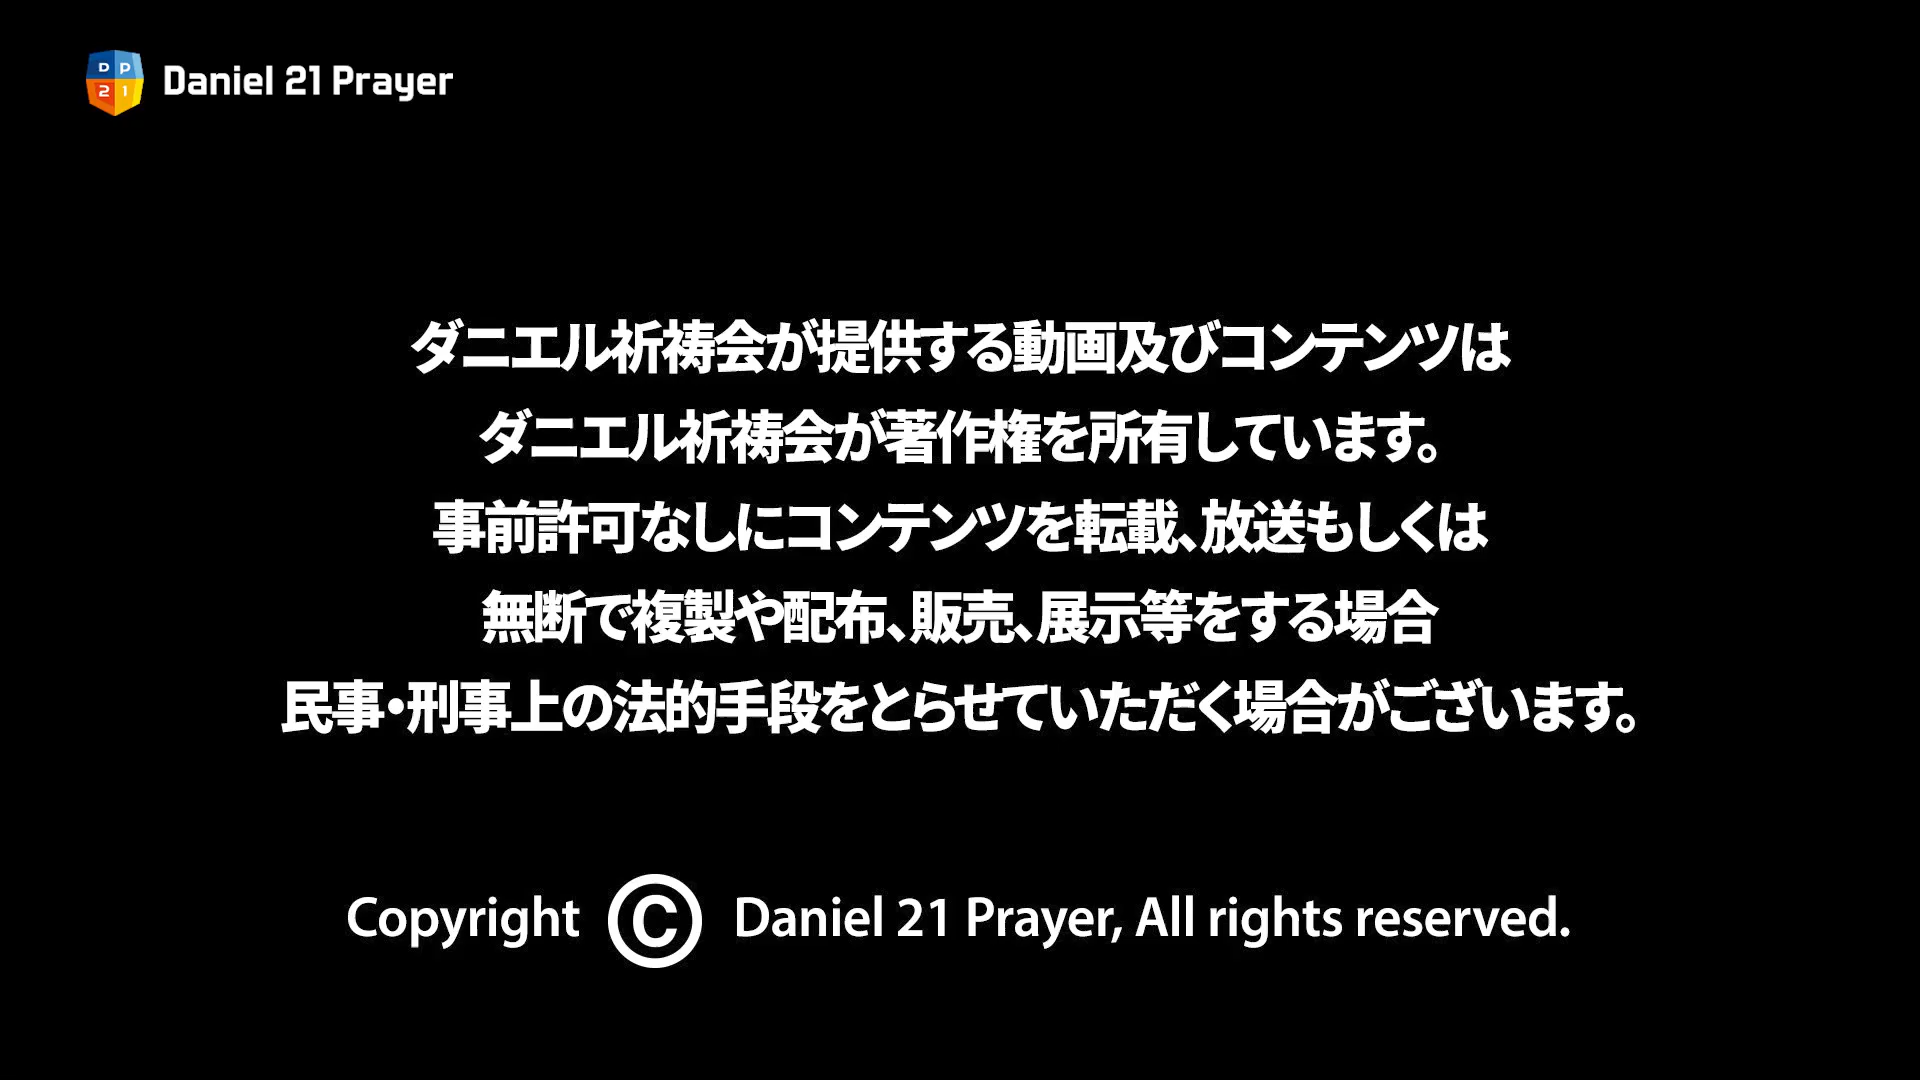 DP
21
Daniel 21 Prayer
ダニエル祈祷会が提供する動画及びコンテンツは
ダニエル祈祷会が著作権を所有しています。
事前許可なしにコンテンツを転載、放送もしくは
無断で複製や配布、販売、展示等をする場合
民事・刑事上の法的手段をとらせていただく場合がございます。
Copyright © Daniel 21 Prayer, All rights reserved.